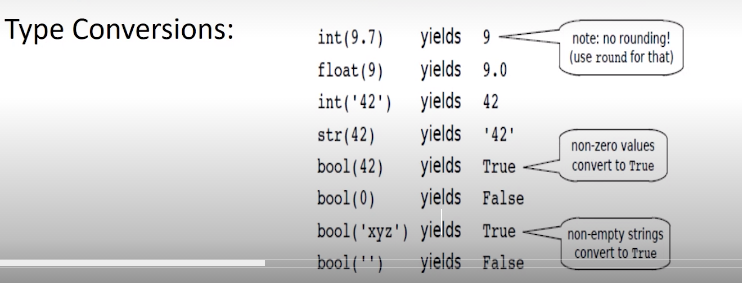 Type Conversions:
int(9.7) yields 9
note: no rounding!
(use round for that)
float(9) yields 9.0
int('42') yields 42
str(42) yields '42'
bool(42) yields True
non-zero values
convert to True
bool(0) yields False
bool('xyz') yields True
non-empty strings
convert to True
bool('') yields False